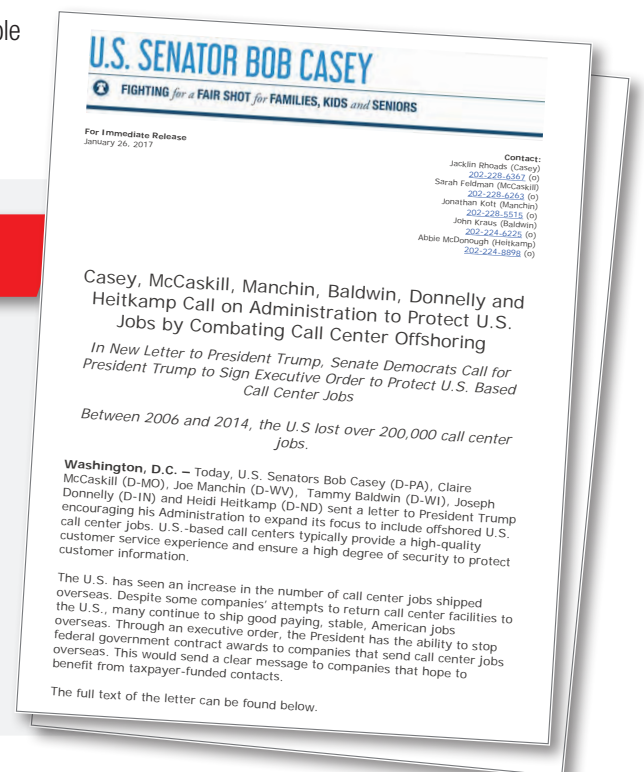 ole
U.S. SENATOR BOB CASEY
FIGHTING for a FAIR SHOT for FAMILIES, KIDS and SENIORS
For Immediate Release
January 26, 2017
Contact:
Jacklin Rhoads (Casey)
202-228-6367 (o)
Sarah Feldman (McCaskill)
202-228-6263 (o)
Jonathan Kott (Manchin)
202-228-5515 (o)
John Kraus (Baldwin)
202-224-6225 (o)
Abbie McDonough (Heitkamp)
202-224-8898 (o)
Casey, McCaskill, Manchin, Baldwin, Donnelly and
Heitkamp Call on Administration to Protect U.S.
Jobs by Combating Call Center Offshoring
In New Letter to President Trump, Senate Democrats Call for
President Trump to Sign Executive Order to Protect U.S. Based
Call Center Jobs
Between 2006 and 2014, the U.S lost over 200,000 call center
jobs.
Washington, D.C. – Today, U.S. Senators Bob Casey (D-PA), Claire
McCaskill (D-MO), Joe Manchin (D-WV), Tammy Baldwin (D-WI), Joseph
Donnelly (D-IN) and Heidi Heitkamp (D-ND) sent a letter to President Trump
encouraging his Administration to expand its focus to include offshored U.S.
call center jobs. U.S.-based call centers typically provide a high-quality
customer service experience and ensure a high degree of security to protect
customer information.
The U.S. has seen an increase in the number of call center jobs shipped
overseas. Despite some companies' attempts to return call center facilities to
the U.S., many continue to ship good paying, stable, American jobs
overseas. Through an executive order, the President has the ability to stop
federal government contract awards to companies that send call center jobs
overseas. This would send a clear message to companies that hope to
benefit from taxpayer-funded contacts.
The full text of the letter can be found below.